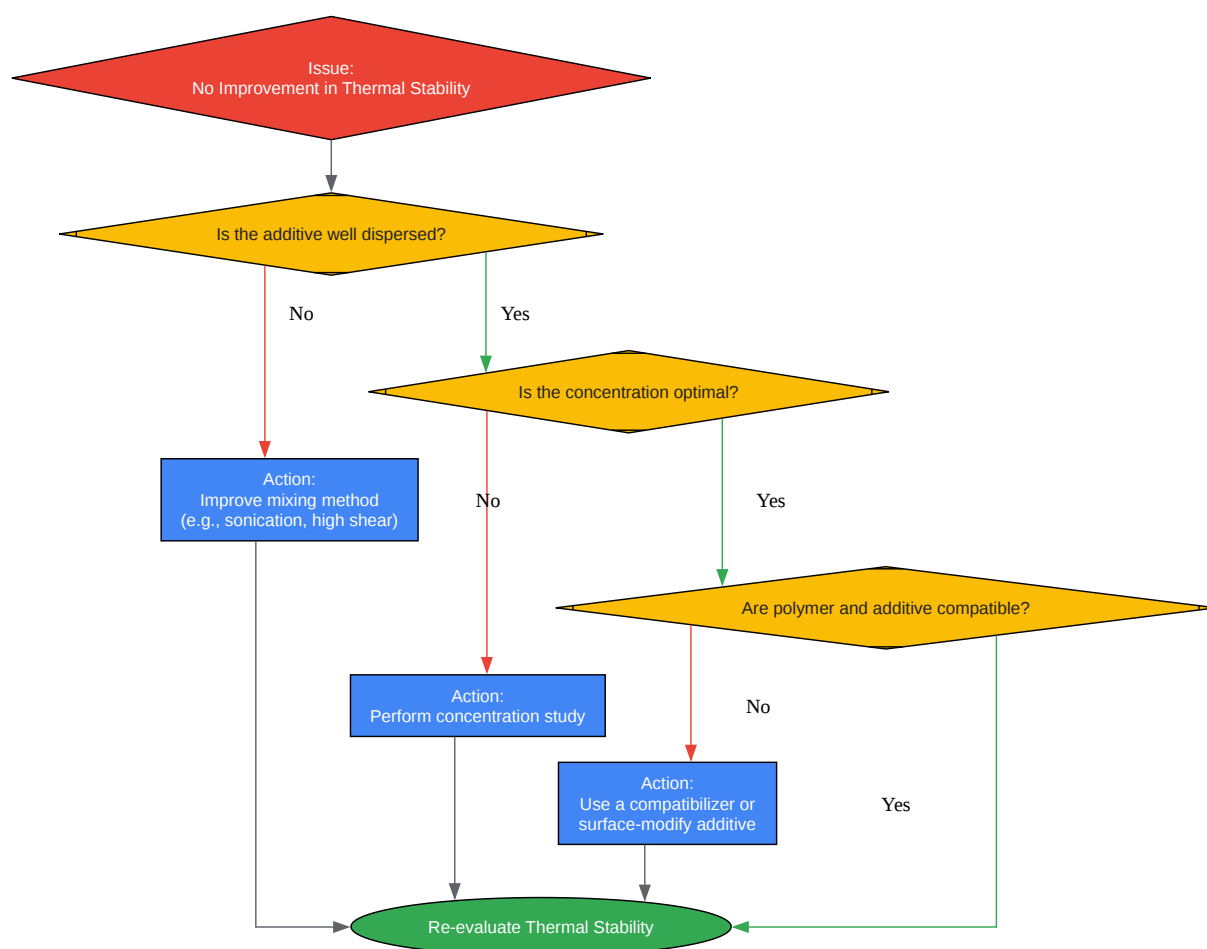 Issue:
No Improvement in Thermal Stability
Is the additive well dispersed?
No
Yes
Is the concentration optimal?
Action:
Improve mixing method
(e.g., sonication, high shear)
No
Yes
Are polymer and additive compatible?
Action:
Perform concentration study
No
Action:
Use a compatibilizer or
surface-modify additive
Yes
Re-evaluate Thermal Stability